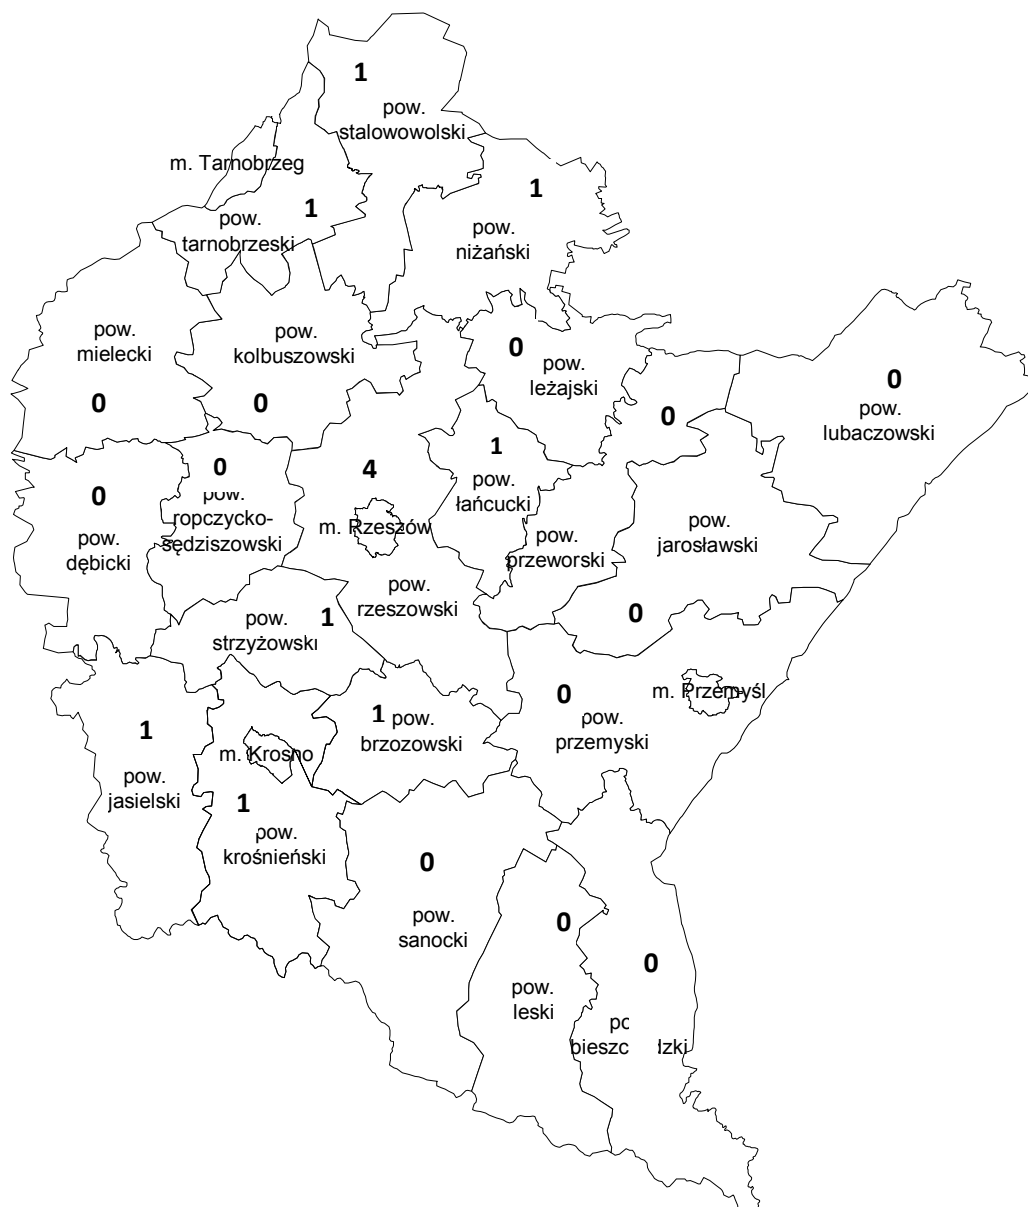 1
pow.
stalowowolski
m. Tarnobrzeg
1
pow.
tarnobrzeski
1
pow.
niżański
pow.
mielecki
0
pow.
kolbuszowski
0
0
pow.
leżajski
0
0
pow.
lubaczowski
0
pow.
dębicki
0
pow.
ropczycko-
sędziszowski
4
m. Rzeszów
pow.
rzeszowski
1
pow.
łańcucki
pow.
przeworski
pow.
jarosławski
0
pow.
strzyżowski
1
1
pow.
jasielski
m. Krosno
1
pow.
krośnieński
1 pow.
brzozowski
0
pow.
przemyski
m. Przemyśl
0
pow.
sanocki
0
pow.
leski
0